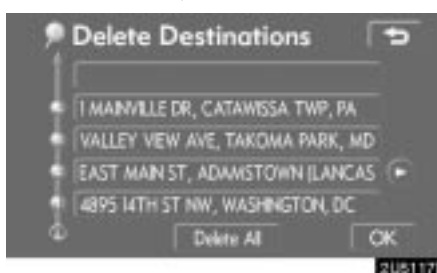 Delete Destinations
1 MAINVILLE DR, CATAWISSA TWP, PA
VALLEY VIEW AVE, TAKOMA PARK, MD
EAST MAIN ST, ADAMSTOWN (LANCAS
4895 14TH ST NW, WASHINGTON, DC
Delete All OK
2U5117